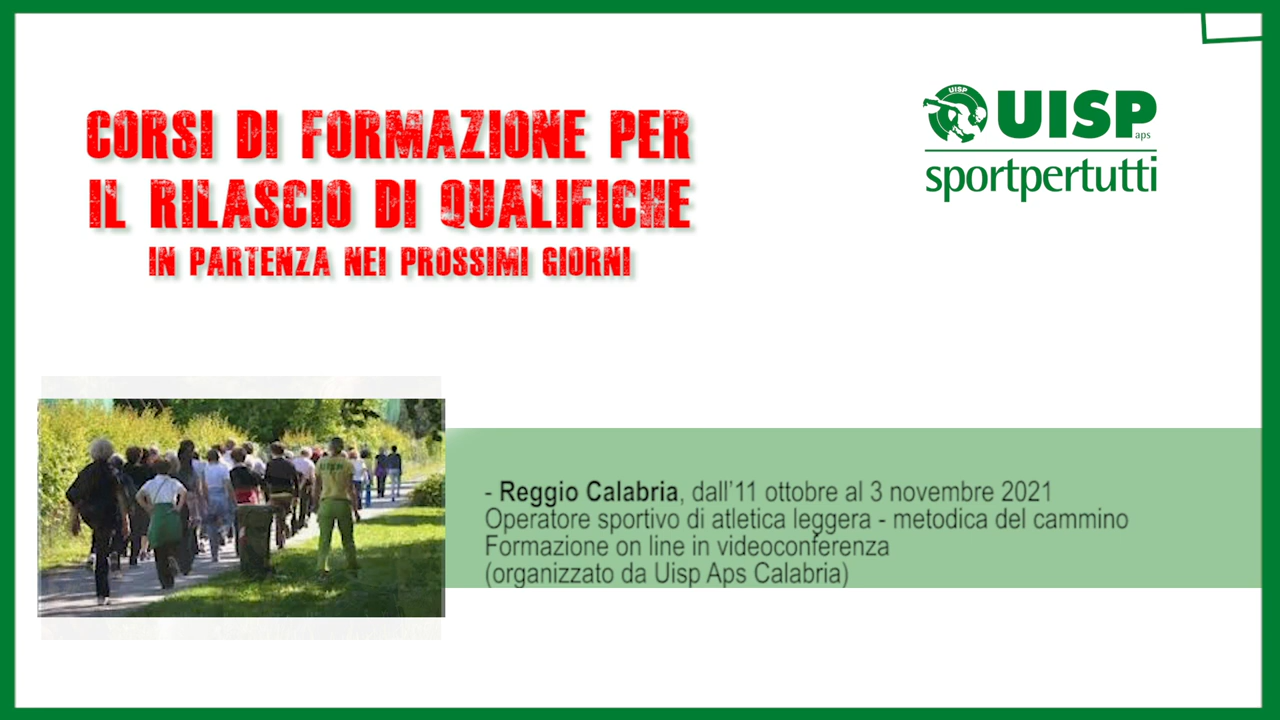 CORSI DI FORMAZIONE PER
IL RILASCIO DI QUALIFICHE
IN PARTENZA NEI PROSSIMI GIORNI
UISP
UISP
aps
sportpertutti
UISP
- Reggio Calabria, dall'11 ottobre al 3 novembre 2021
Operatore sportivo di atletica leggera - metodica del cammino
Formazione on line in videoconferenza
(organizzato da Uisp Aps Calabria)